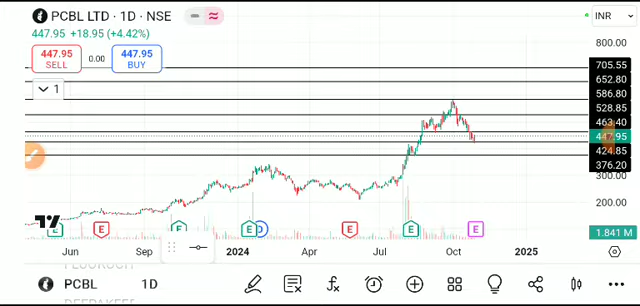 PCBL LTD · 1D · NSE
INR
447.95 +18.95 (+4.42%)
447.95
SELL
0.00
447.95
BUY
1
800.00
705.55
652.80
586.80
528.85
463.40
447.95
424.85
376.20
300.00
200.00
1.841 M
E E E E D E E E
Jun Sep 2024 Apr Jul Oct 2025
PCBL 1D